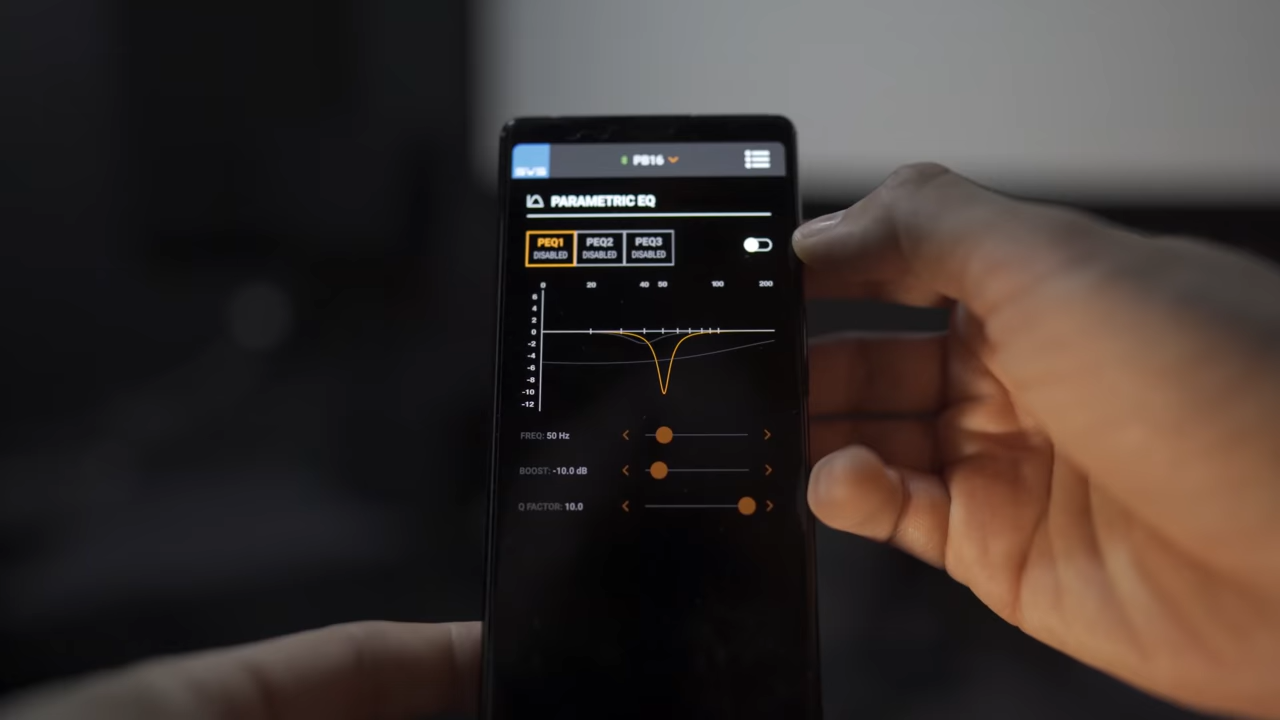 SVS
PB16
PARAMETRIC EQ
PEQ1 PEQ2 PEQ3
DISABLED DISABLED DISABLED
0 20 40 50 100 200
6
4
2
0
-2
-4
-6
-8
-10
-12
FREQ: 50 Hz
BOOST: -10.0 dB
Q FACTOR: 10.0